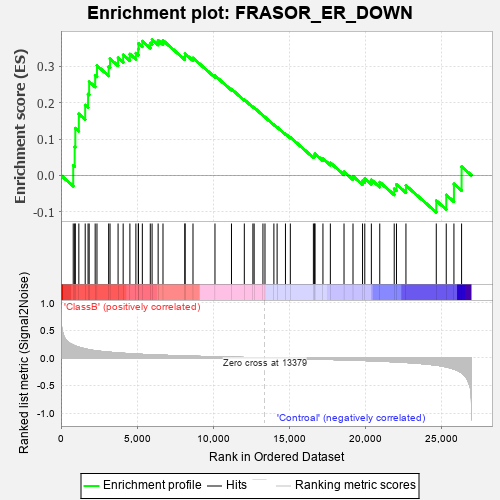 Enrichment plot: FRASOR_ER_DOWN
Enrichment score (ES)
0.3
0.2
0.1
0.0
-0.1
Ranked list metric (Signal2Noise)
1.0
0.5
0.0
-0.5
-1.0
'ClassB' (positively correlated)
Zero cross at 13379
'Controal' (negatively correlated)
0 5,000 10,000 15,000 20,000 25,000
Rank in Ordered Dataset
Enrichment profile Hits Ranking metric scores